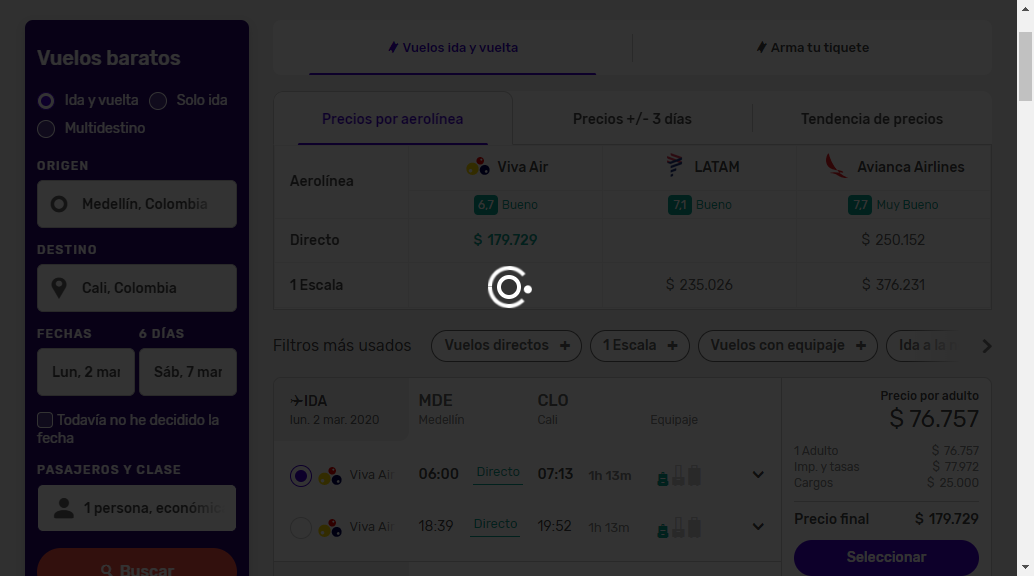 Vuelos baratos
Ida y vuelta
Solo ida
Multidestino
ORIGEN
Medellín, Colombia
DESTINO
Cali, Colombia
FECHAS
6 DÍAS
Lun, 2 mar
Sáb, 7 mar
Todavía no he decidido la
fecha
PASAJEROS Y CLASE
1 persona, económic
Buscar
Vuelos ida y vuelta
Arma tu tiquete
Precios por aerolínea
Precios +/- 3 días
Tendencia de precios
Aerolínea
Viva Air
LATAM
Avianca Airlines
6,7 Bueno
7,1 Bueno
7,7 Muy Bueno
Directo
$ 179.729
$ 250.152
1 Escala
$ 235.026
$ 376.231
Filtros más usados
Vuelos directos +
1 Escala +
Vuelos con equipaje +
Ida a la
IDA
lun. 2 mar. 2020
MDE
Medellín
CLO
Cali
Equipaje
Viva Air
06:00
Directo
07:13
1h 13m
Viva Air
18:39
Directo
19:52
1h 13m
Precio por adulto
$ 76.757
1 Adulto $ 76.757
Imp. y tasas $ 77.972
Cargos $ 25.000
Precio final $ 179.729
Seleccionar